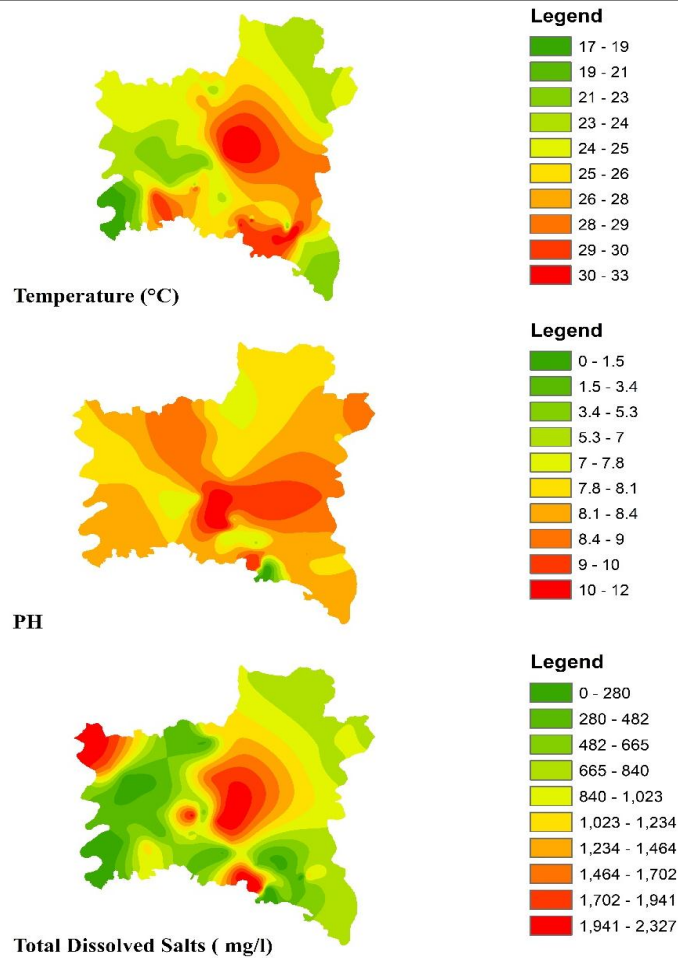 Legend
17 - 19
19 - 21
21 - 23
23 - 24
24 - 25
25 - 26
26 - 28
28 - 29
29 - 30
30 - 33
Temperature (°C)
Legend
0 - 1.5
1.5 - 3.4
3.4 - 5.3
5.3 - 7
7 - 7.8
7.8 - 8.1
8.1 - 8.4
8.4 - 9
9 - 10
10 - 12
PH
Legend
0 - 280
280 - 482
482 - 665
665 - 840
840 - 1,023
1,023 - 1,234
1,234 - 1,464
1,464 - 1,702
1,702 - 1,941
1,941 - 2,327
Total Dissolved Salts ( mg/l)